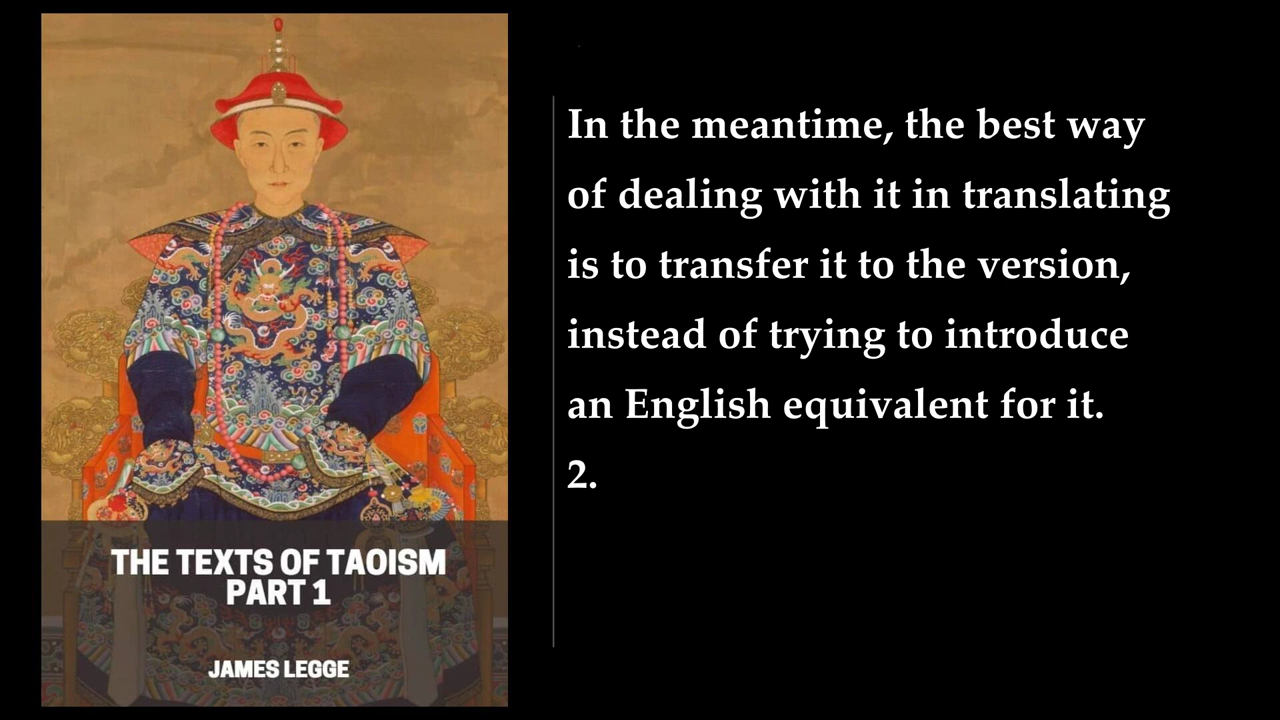 THE TEXTS OF TAOISM
PART 1
JAMES LEGGE
In the meantime, the best way
of dealing with it in translating
is to transfer it to the version,
instead of trying to introduce
an English equivalent for it.
2.